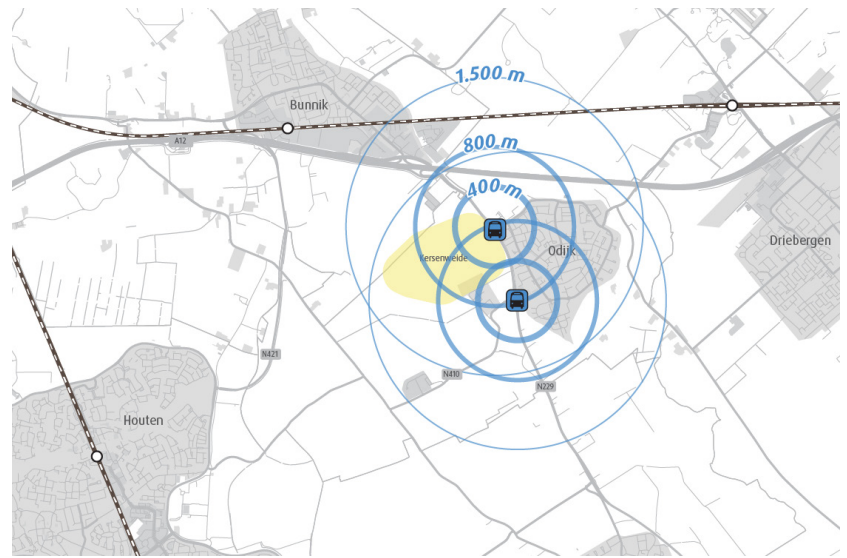 1.500 m
Bunnik
A12
800 m
400 m
Driebergen
Odijk
Kersenweide
N421
N410
N229
Houten